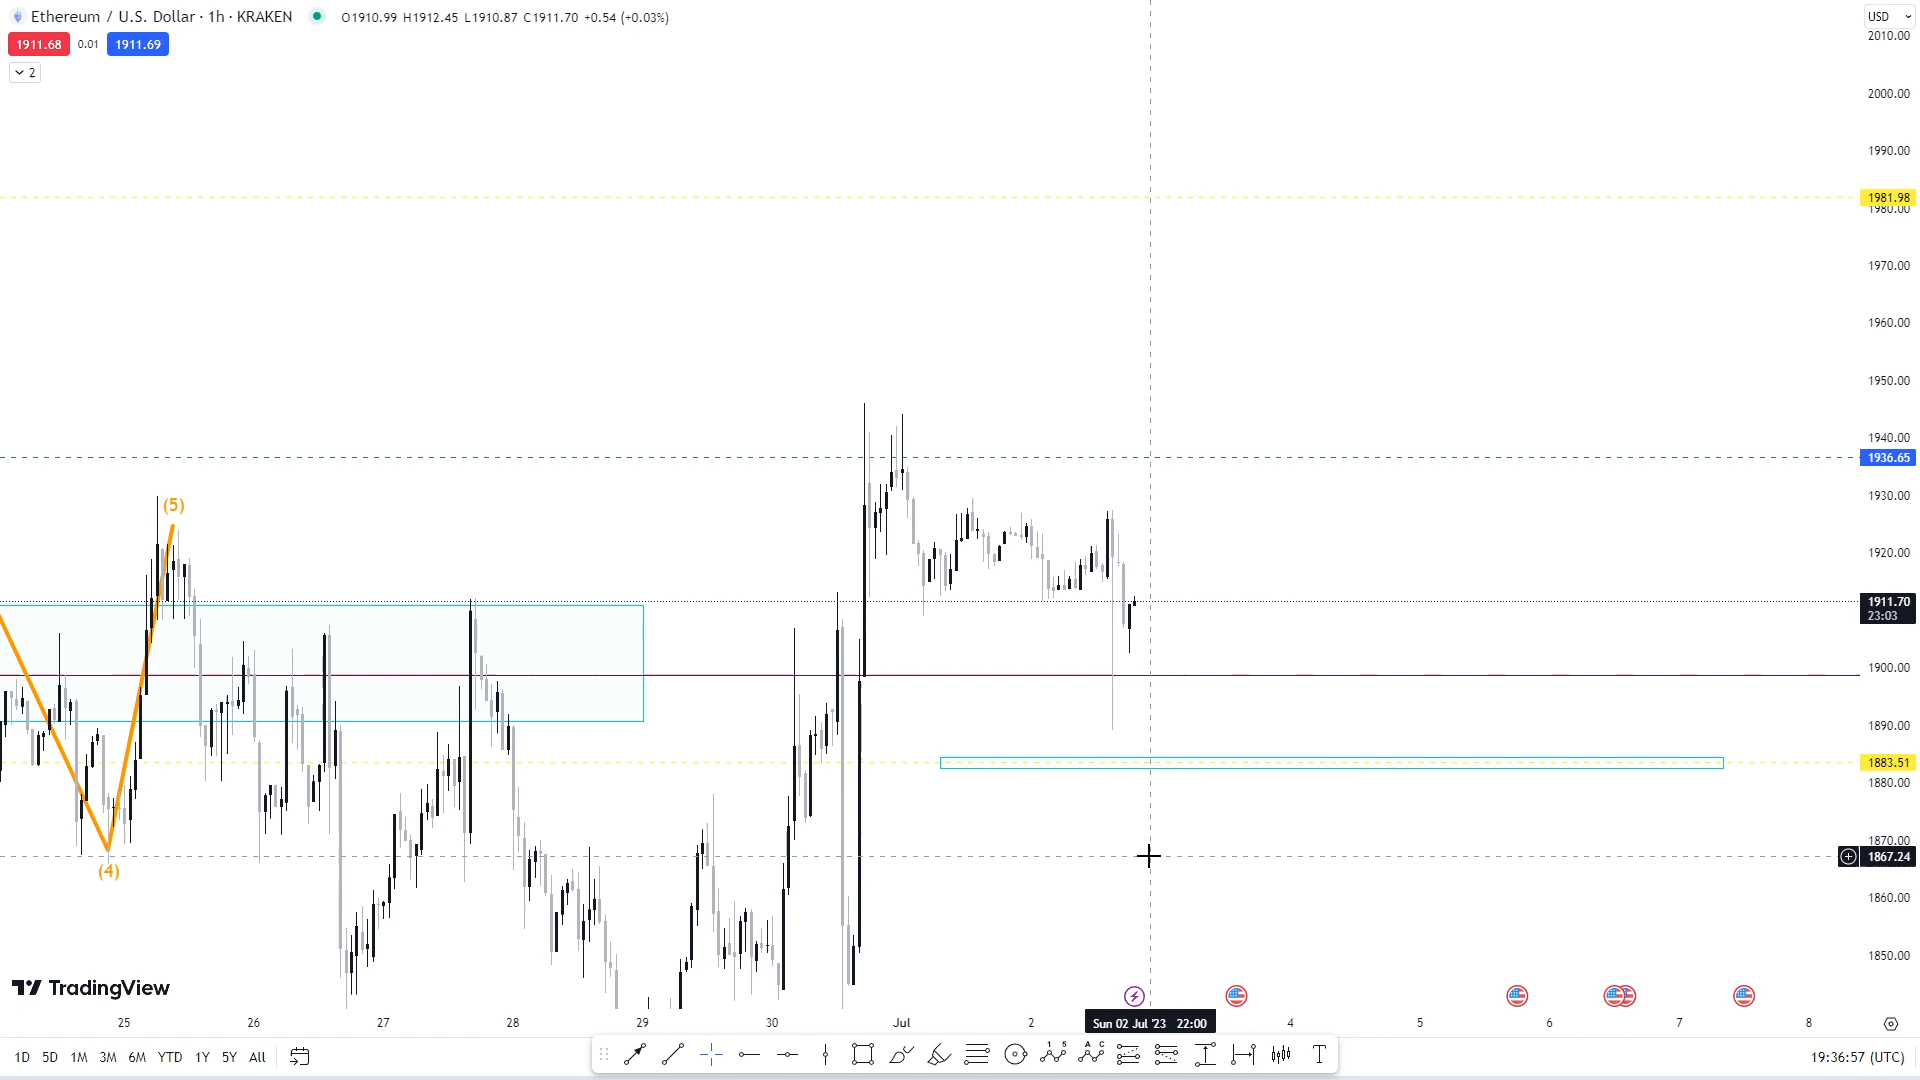 Ethereum / U.S. Dollar · 1h · KRAKEN O1910.99 H1912.45 L1910.87 C1911.70 +0.54 (+0.03%)
USD
1911.68 0.01 1911.69
2
2010.00
2000.00
1990.00
1981.98
1980.00
1970.00
1960.00
1950.00
1940.00
1936.65
1930.00
(5)
1920.00
1911.70
23:03
1900.00
1890.00
1883.51
1880.00
1870.00
1867.24
(4)
1860.00
1850.00
TradingView
25 26 27 28 29 30 Jul 2 Sun 02 Jul '23 22:00 4 5 6 7 8
1D 5D 1M 3M 6M YTD 1Y 5Y All
1 5
A C
T
19:36:57 (UTC)